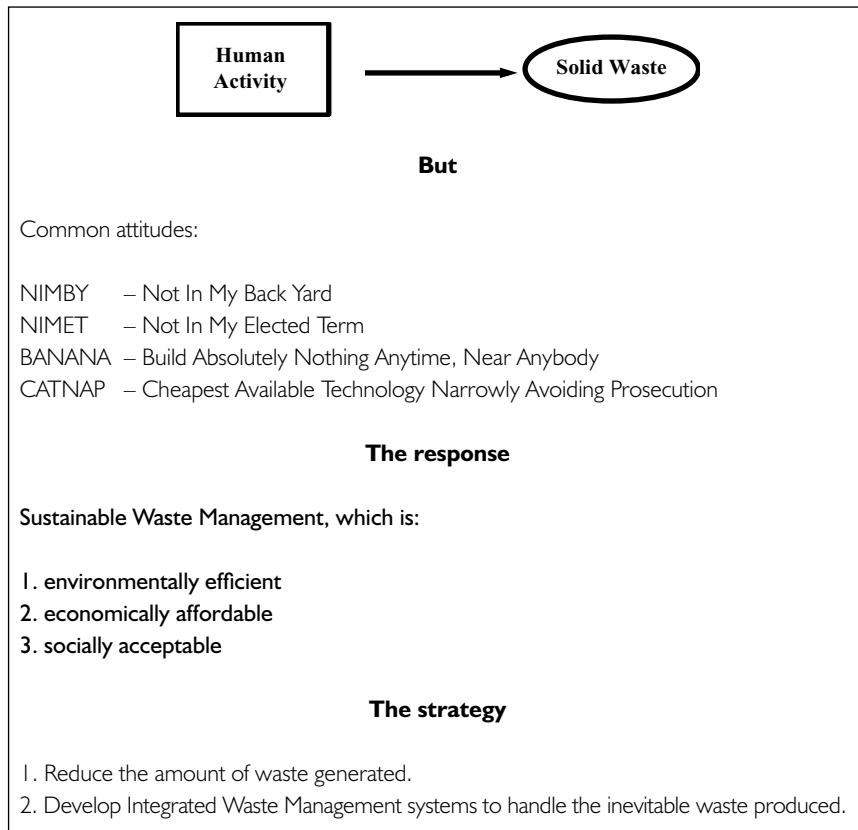 Human
Activity
Solid Waste
But
Common attitudes:
NIMBY – Not In My Back Yard
NIMET – Not In My Elected Term
BANANA – Build Absolutely Nothing Anytime, Near Anybody
CATNAP – Cheapest Available Technology Narrowly Avoiding Prosecution
The response
Sustainable Waste Management, which is:
1. environmentally efficient
2. economically affordable
3. socially acceptable
The strategy
1. Reduce the amount of waste generated.
2. Develop Integrated Waste Management systems to handle the inevitable waste produced.